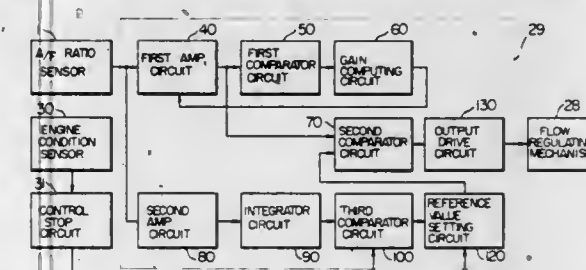 40
50
60
29
A/F RATIO
SENSOR
FIRST AMP.
CIRCUIT
FIRST
COMPARATOR
CIRCUIT
GAIN
COMPUTING
CIRCUIT
30
70
130
28
ENGINE
CONDITION
SENSOR
SECOND
COMPARATOR
CIRCUIT
OUTPUT
DRIVE
CIRCUIT
FLOW
REGULATIN
MECHANIS
31
CONTROL
STOP
CIRCUIT
SECOND
AMP
CIRCUIT
INTEGRATOR
CIRCUIT
THIRD
COMPARATOR
CIRCUIT
REFERENCE
VALUE
SETTING
CIRCUIT
80
90
100
120